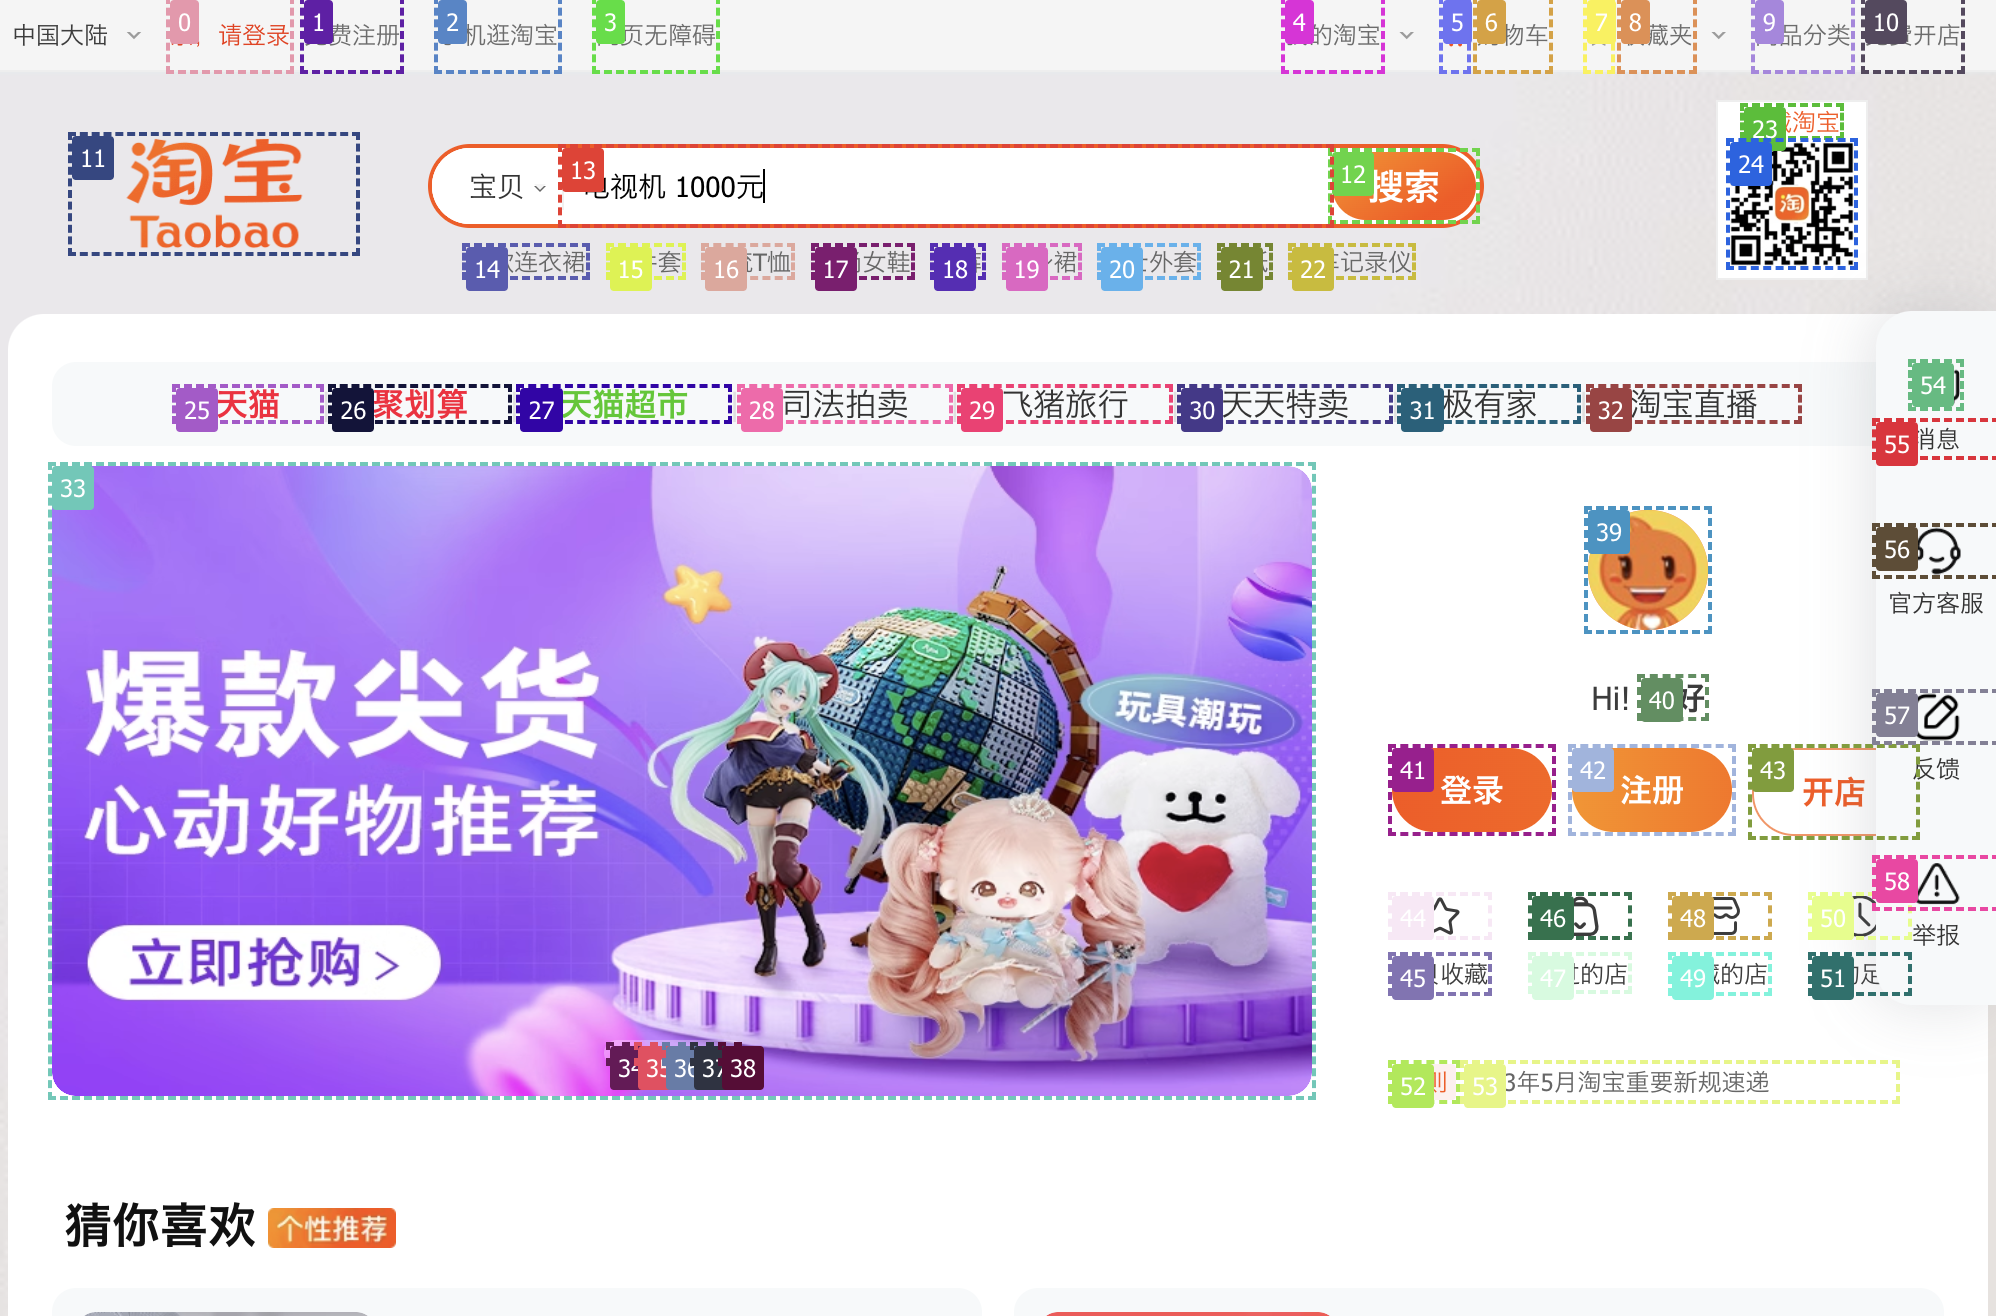 中国大陆
0 请登录
1 费注册
2 机逛淘宝
3 页无障碍
4 的淘宝
5
6 物车
7
8 藏夹
9 品分类
10 费开店
11 淘宝
Taobao
宝贝
13 电视机 1000元
12 搜索
23 淘宝
24
淘
14 连衣裙
15 套
16 T恤
17 女鞋
18
19 裙
20 外套
21
22 记录仪
25 天猫
26 聚划算
27 天猫超市
28 司法拍卖
29 飞猪旅行
30 天天特卖
31 极有家
32 淘宝直播
33
爆款尖货
心动好物推荐
立即抢购 >
玩具潮玩
34 35 36 37 38
39
Hi! 40 好
41 登录
42 注册
43 开店
44
46
48
50
45 收藏
47 的店
49 的店
51 足
52 则
53 3年5月淘宝重要新规速递
54
55 消息
56
官方客服
57
反馈
58
举报
猜你喜欢 个性推荐